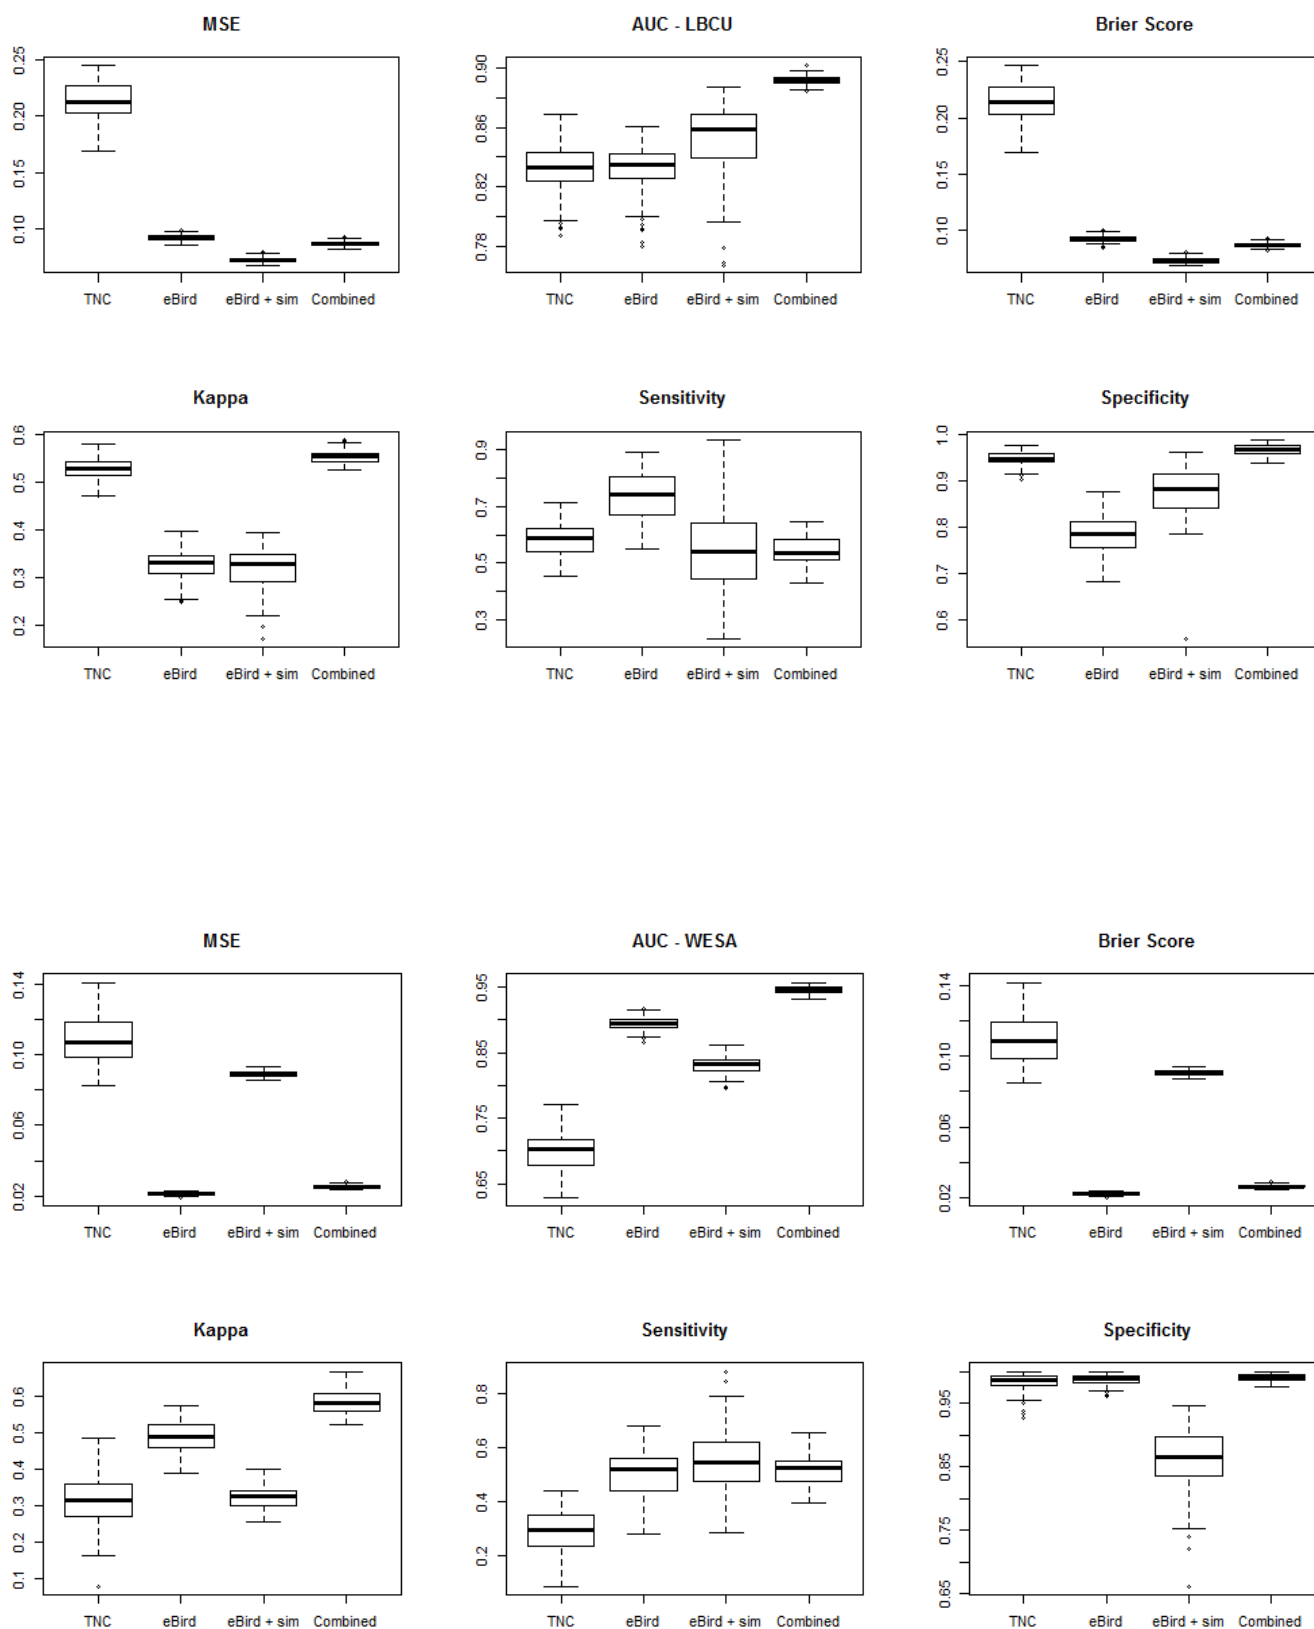 MSE
AUC - LBCU
Brier Score
0.25
0.20
0.15
0.10
0.90
0.86
0.82
0.78
0.25
0.20
0.15
0.10
TNC eBird eBird + sim Combined
TNC eBird eBird + sim Combined
TNC eBird eBird + sim Combined
Kappa
Sensitivity
Specificity
0.6
0.5
0.4
0.3
0.2
0.9
0.7
0.5
0.3
1.0
0.9
0.8
0.7
0.6
TNC eBird eBird + sim Combined
TNC eBird eBird + sim Combined
TNC eBird eBird + sim Combined
MSE
AUC - WESA
Brier Score
0.14
0.10
0.06
0.02
0.95
0.85
0.75
0.65
0.14
0.10
0.06
0.02
TNC eBird eBird + sim Combined
TNC eBird eBird + sim Combined
TNC eBird eBird + sim Combined
Kappa
Sensitivity
Specificity
0.6
0.5
0.4
0.3
0.2
0.1
0.8
0.6
0.4
0.2
0.95
0.85
0.75
0.65
TNC eBird eBird + sim Combined
TNC eBird eBird + sim Combined
TNC eBird eBird + sim Combined